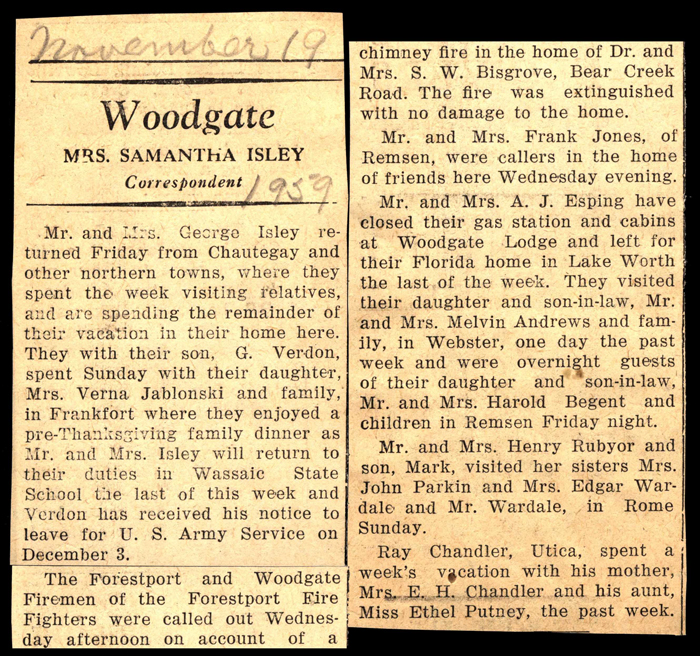 November 19
Woodgate
MRS. SAMANTHA ISLEY
Correspondent
1959
Mr. and Mrs. George Isley re-
turned Friday from Chautegay and
other northern towns, where they
spent the week visiting relatives,
and are spending the remainder of
their vacation in their home here.
They with their son, G. Verdon,
spent Sunday with their daughter,
Mrs. Verna Jablonski and family,
in Frankfort where they enjoyed a
pre-Thanksgiving family dinner as
Mr. and Mrs. Isley will return to
their duties in Wassaic State
School the last of this week and
Verdon has received his notice to
leave for U. S. Army Service on
December 3.
The Forestport and Woodgate
Firemen of the Forestport Fire
Fighters were called out Wednes-
day afternoon on account of a
chimney fire in the home of Dr. and
Mrs. S. W. Bisgrove, Bear Creek
Road. The fire was extinguished
with no damage to the home.
Mr. and Mrs. Frank Jones, of
Remsen, were callers in the home
of friends here Wednesday evening.
Mr. and Mrs. A. J. Esping have
closed their gas station and cabins
at Woodgate Lodge and left for
their Florida home in Lake Worth
the last of the week. They visited
their daughter and son-in-law, Mr.
and Mrs. Melvin Andrews and fam-
ily, in Webster, one day the past
week and were overnight guests
of their daughter and son-in-law,
Mr. and Mrs. Harold Begent and
children in Remsen Friday night.
Mr. and Mrs. Henry Rubyor and
son, Mark, visited her sisters Mrs.
John Parkin and Mrs. Edgar War-
dale and Mr. Wardale, in Rome
Sunday.
Ray Chandler, Utica, spent a
week's vacation with his mother,
Mrs. E. H. Chandler and his aunt,
Miss Ethel Putney, the past week.